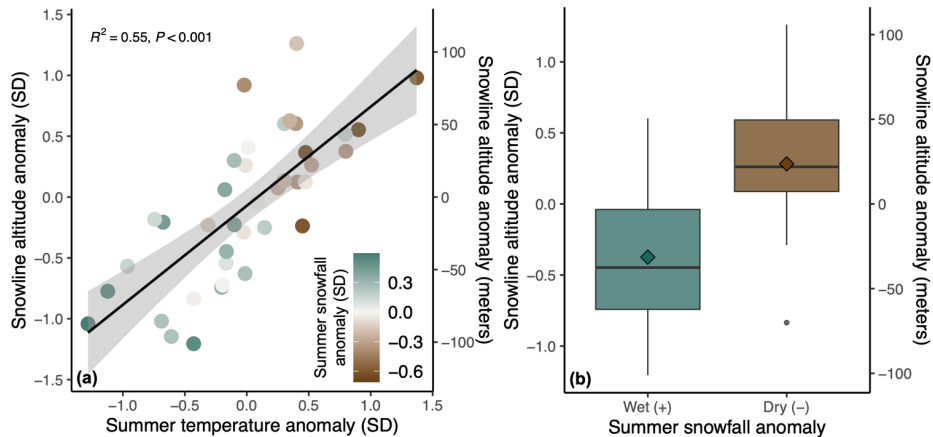 R² = 0.55, P < 0.001
Snowline altitude anomaly (SD)
1.5
1.0
0.5
0.0
−0.5
−1.0
−1.5
Snowline altitude anomaly (meters)
100
50
0
−50
−100
Summer snowfall
anomaly (SD)
0.3
0.0
−0.3
−0.6
(a)
−1.0
−0.5
0.0
0.5
1.0
1.5
Summer temperature anomaly (SD)
Snowline altitude anomaly (SD)
1.0
0.5
0.0
−0.5
−1.0
Snowline altitude anomaly (meters)
100
50
0
−50
−100
(b)
Wet (+)
Dry (−)
Summer snowfall anomaly